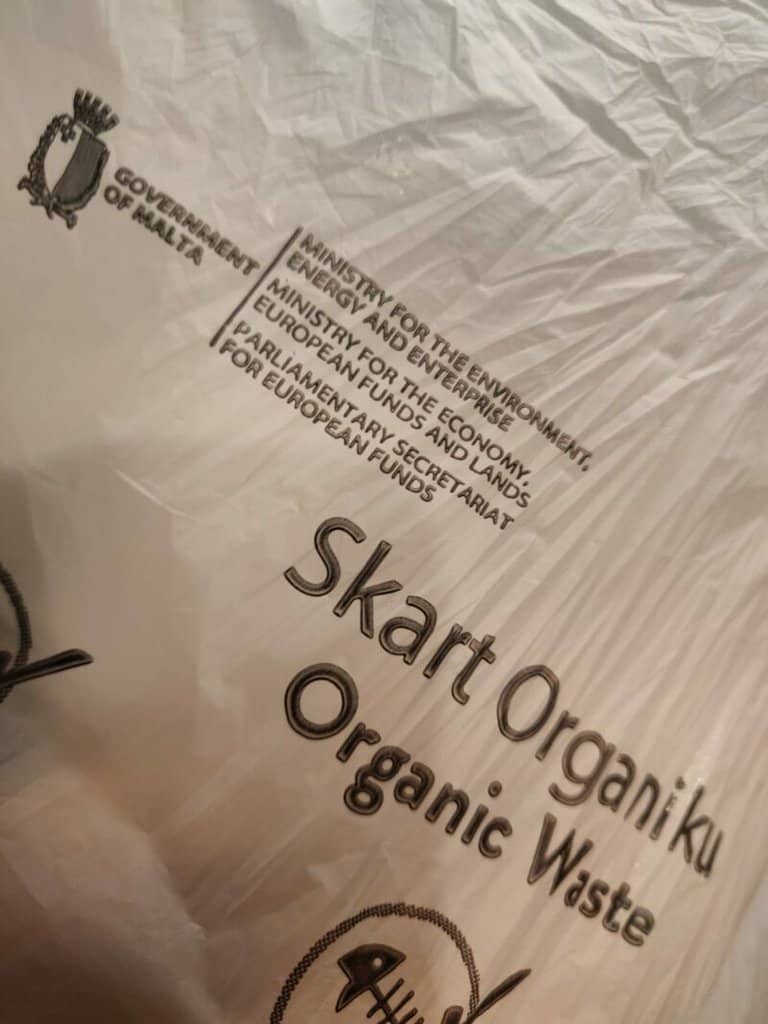 GOVERNMENT
OF MALTA
MINISTRY FOR THE ENVIRONMENT,
ENERGY AND ENTERPRISE
MINISTRY FOR THE ECONOMY,
EUROPEAN FUNDS AND LANDS
PARLIAMENTARY SECRETARIAT
FOR EUROPEAN FUNDS
Skart Organiku
Organic Waste